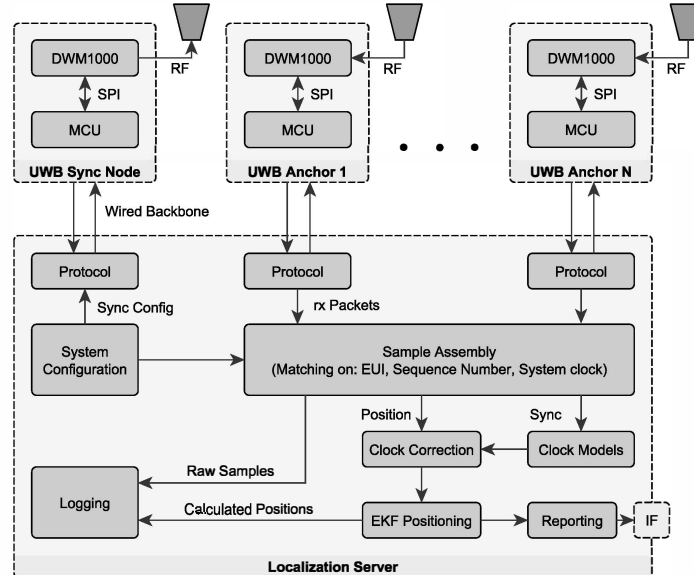 DWM1000
RF
SPI
MCU
UWB Sync Node
DWM1000
RF
SPI
MCU
UWB Anchor 1
. . .
DWM1000
RF
SPI
MCU
UWB Anchor N
Wired Backbone
Protocol
Protocol
Protocol
Sync Config
rx Packets
System
Configuration
Sample Assembly
(Matching on: EUI, Sequence Number, System clock)
Position
Sync
Clock Correction
Clock Models
Raw Samples
Logging
Calculated Positions
EKF Positioning
Reporting
IF
Localization Server